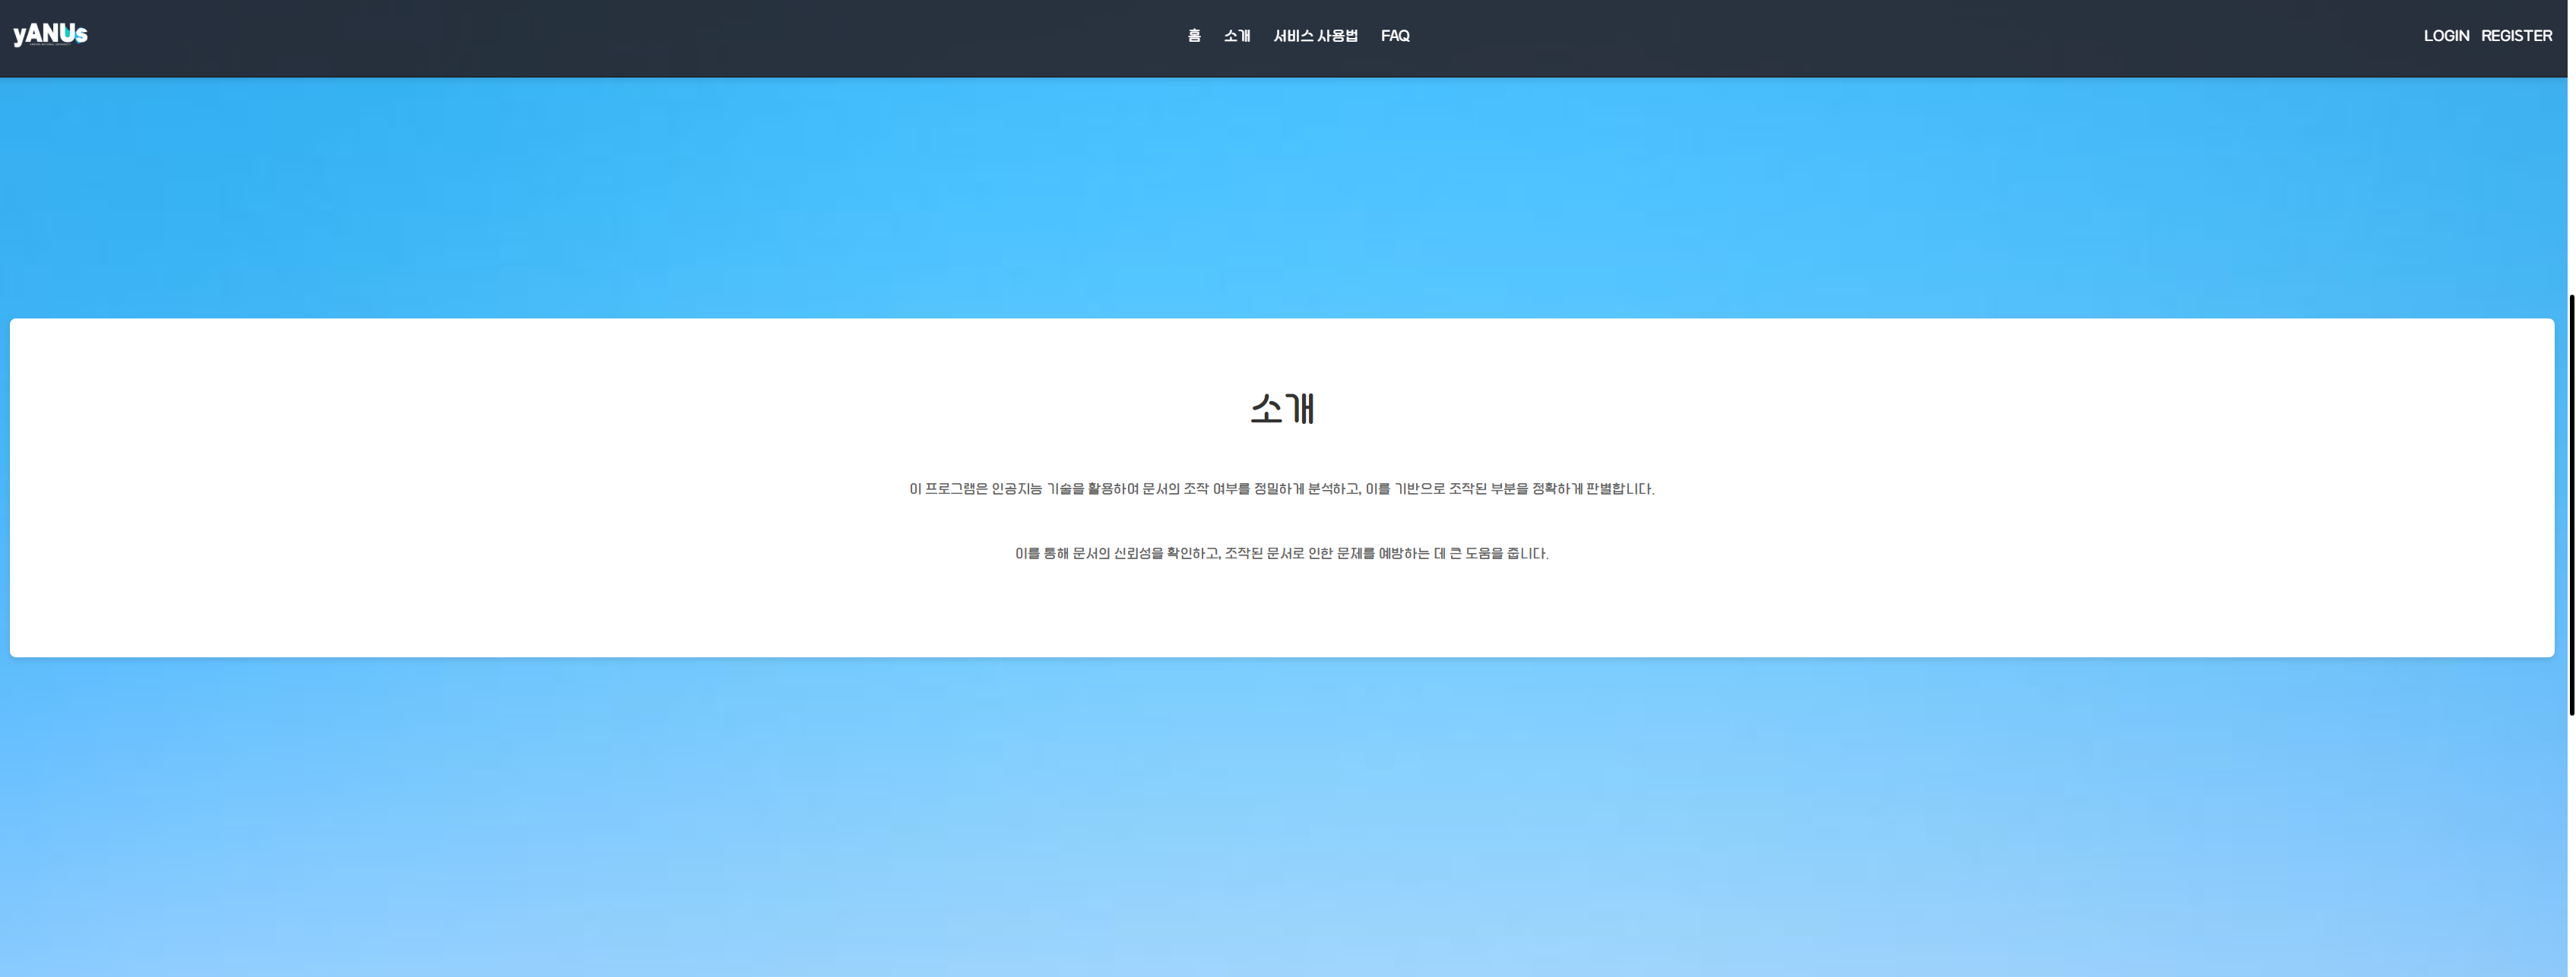 yANUs
홈 소개 서비스 사용법 FAQ
LOGIN REGISTER
소개
이 프로그램은 인공지능 기술을 활용하여 문서의 조작 여부를 정밀하게 분석하고, 이를 기반으로 조작된 부분을 정확하게 판별합니다.
이를 통해 문서의 신뢰성을 확인하고, 조작된 문서로 인한 문제를 예방하는 데 큰 도움을 줍니다.